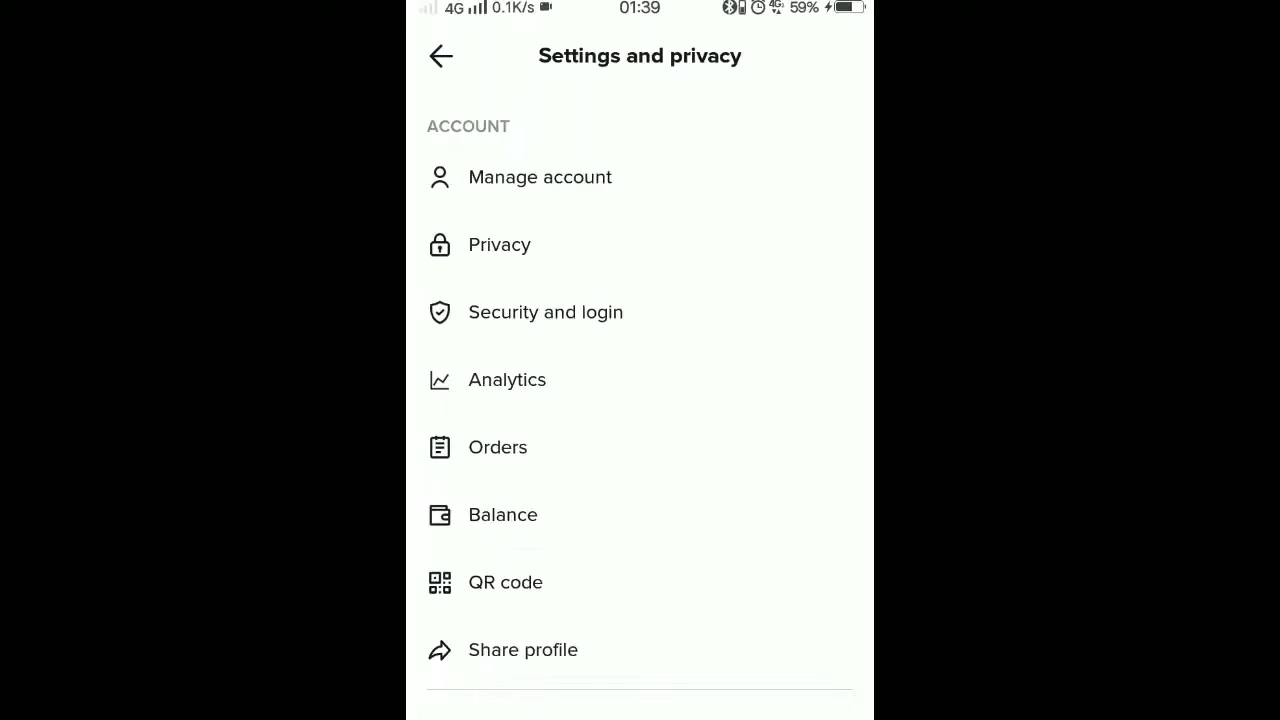 4G 0.1K/s 01:39 4G 59%
Settings and privacy
ACCOUNT
Manage account
Privacy
Security and login
Analytics
Orders
Balance
QR code
Share profile